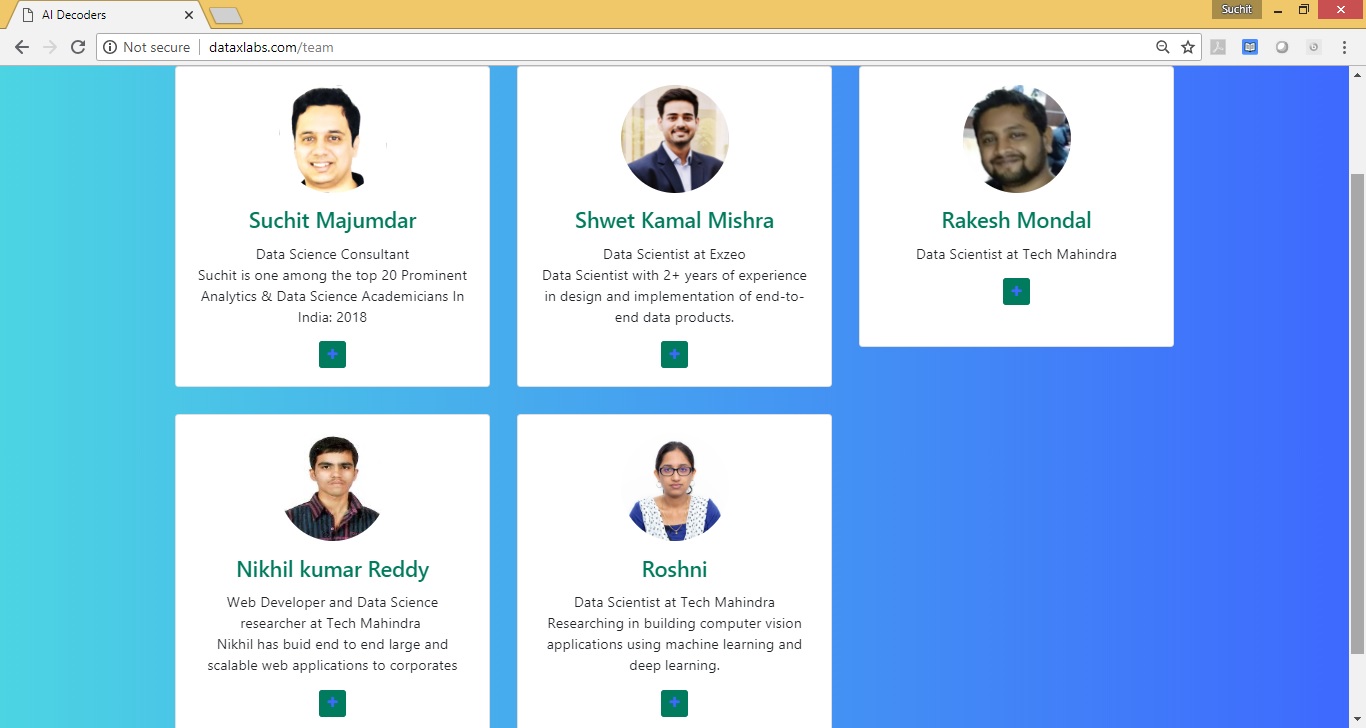 AI Decoders
Suchit
Not secure
dataxlabs.com/team
Suchit Majumdar
Data Science Consultant
Suchit is one among the top 20 Prominent
Analytics & Data Science Academicians In
India: 2018
+
Shwet Kamal Mishra
Data Scientist at Exzeo
Data Scientist with 2+ years of experience
in design and implementation of end-to-
end data products.
+
Rakesh Mondal
Data Scientist at Tech Mahindra
+
Nikhil kumar Reddy
Web Developer and Data Science
researcher at Tech Mahindra
Nikhil has buid end to end large and
scalable web applications to corporates
+
Roshni
Data Scientist at Tech Mahindra
Researching in building computer vision
applications using machine learning and
deep learning.
+